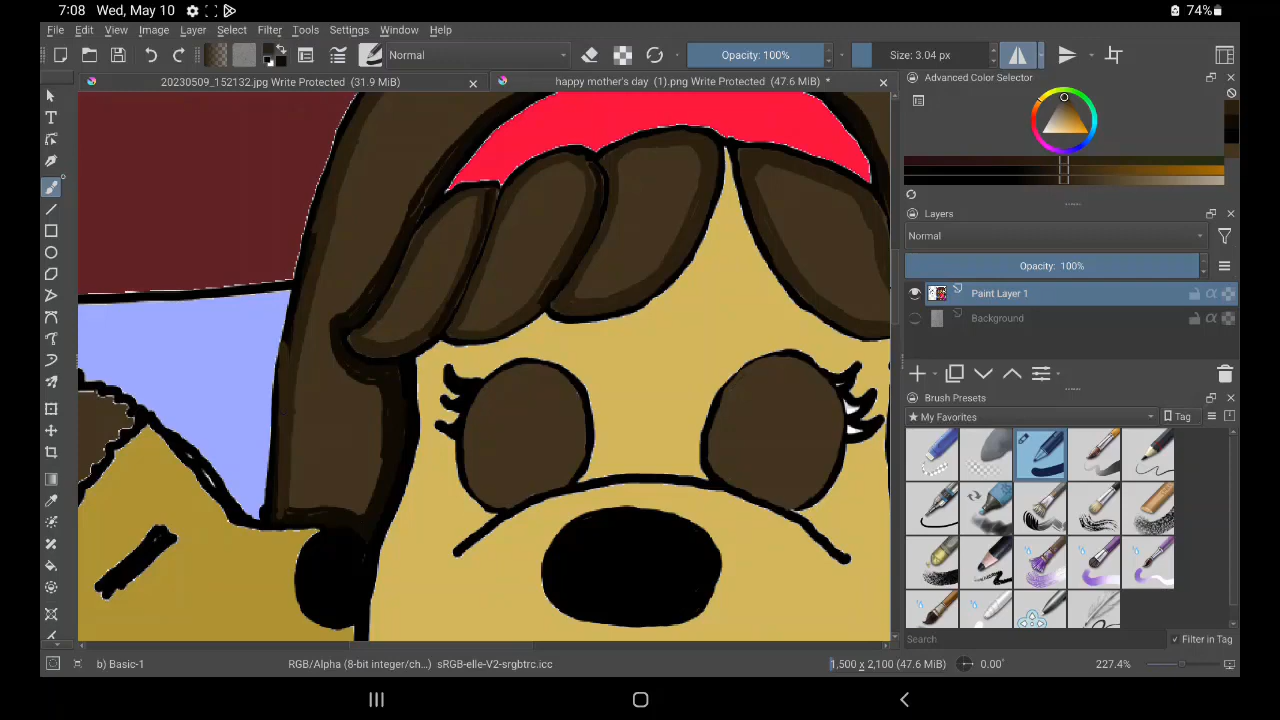 7:08 Wed, May 10
74%
File Edit View Image Layer Select Filter Tools Settings Window Help
Normal
Opacity: 100%
Size: 3.04 px
20230509_152132.jpg Write Protected (31.9 MiB)
happy mother's day (1).png Write Protected (47.6 MiB) *
Advanced Color Selector
Layers
Normal
Opacity: 100%
Paint Layer 1
Background
Brush Presets
My Favorites
Tag
Search
Filter in Tag
b) Basic-1
RGB/Alpha (8-bit integer/ch...) sRGB-elle-V2-srgbtrc.icc
1,500 x 2,100 (47.6 MiB)
0.00°
227.4%